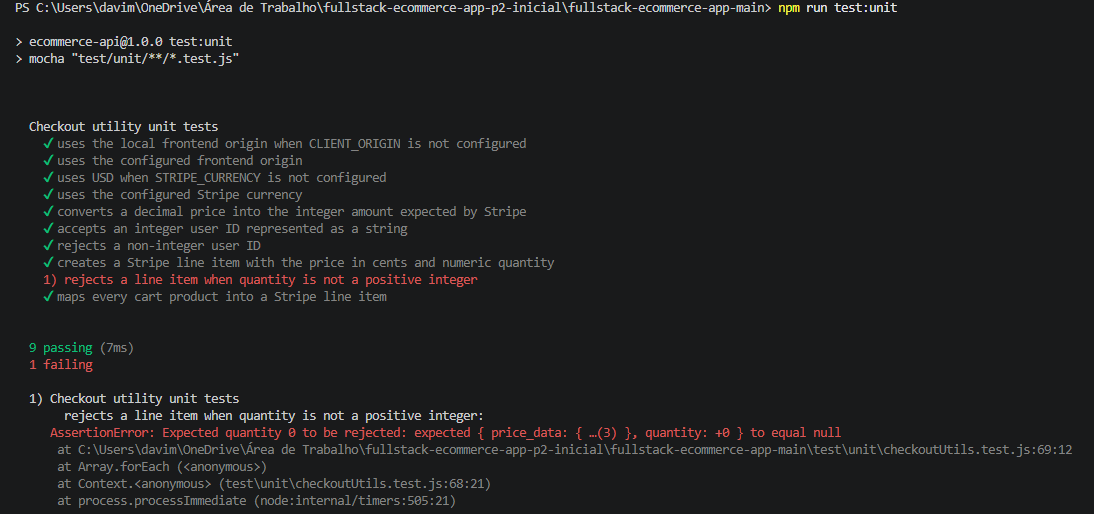 PS C:\Users\davim\OneDrive\Área de Trabalho\fullstack-ecommerce-app-p2-inicial\fullstack-ecommerce-app-main> npm run test:unit
> ecommerce-api@1.0.0 test:unit
> mocha "test/unit/**/*.test.js"
Checkout utility unit tests
✓ uses the local frontend origin when CLIENT_ORIGIN is not configured
✓ uses the configured frontend origin
✓ uses USD when STRIPE_CURRENCY is not configured
✓ uses the configured Stripe currency
✓ converts a decimal price into the integer amount expected by Stripe
✓ accepts an integer user ID represented as a string
✓ rejects a non-integer user ID
✓ creates a Stripe line item with the price in cents and numeric quantity
1) rejects a line item when quantity is not a positive integer
✓ maps every cart product into a Stripe line item
9 passing (7ms)
1 failing
1) Checkout utility unit tests
rejects a line item when quantity is not a positive integer:
AssertionError: Expected quantity 0 to be rejected: expected { price_data: { …(3) }, quantity: +0 } to equal null
at C:\Users\davim\OneDrive\Área de Trabalho\fullstack-ecommerce-app-p2-inicial\fullstack-ecommerce-app-main\test\unit\checkoutUtils.test.js:69:12
at Array.forEach (<anonymous>)
at Context.<anonymous> (test\unit\checkoutUtils.test.js:68:21)
at process.processImmediate (node:internal/timers:505:21)